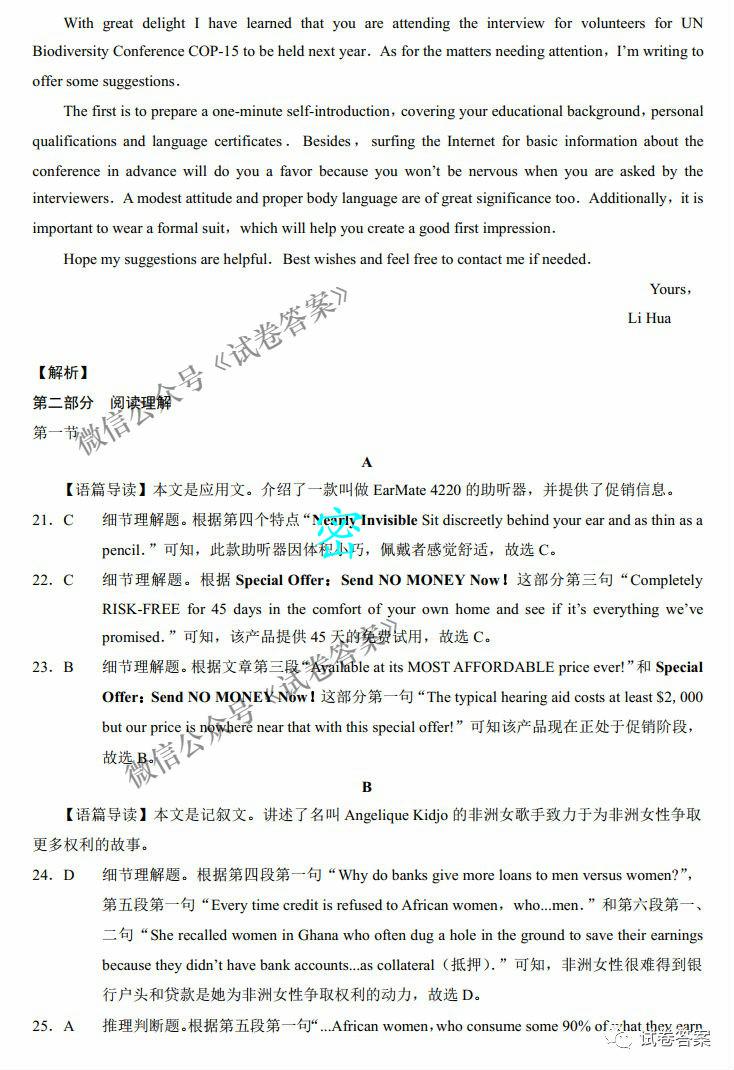 With great delight I have learned that you are attending the interview for volunteers for UN
Biodiversity Conference COP-15 to be held next year. As for the matters needing attention, I'm writing to
offer some suggestions.
The first is to prepare a one-minute self-introduction, covering your educational background, personal
qualifications and language certificates. Besides, surfing the Internet for basic information about the
conference in advance will do you a favor because you won't be nervous when you are asked by the
interviewers. A modest attitude and proper body language are of great significance too. Additionally, it is
important to wear a formal suit, which will help you create a good first impression.
Hope my suggestions are helpful. Best wishes and feel free to contact me if needed.
Yours,
Li Hua
微信公众号《试卷答案》
【解析】
第二部分 阅读理解
第一节
A
【语篇导读】本文是应用文。介绍了一款叫做 EarMate 4220 的助听器，并提供了促销信息。
21. C 细节理解题。根据第四个特点“Nearly Invisible Sit discreetly behind your ear and as thin as a
密
pencil.”可知，此款助听器因体积小巧，佩戴者感觉舒适，故选 C。
22. C 细节理解题。根据 Special Offer: Send NO MONEY Now! 这部分第三句“Completely
RISK-FREE for 45 days in the comfort of your own home and see if it's everything we've
promised.”可知，该产品提供 45 天的免费试用，故选 C。
23. B 细节理解题。根据文章第三段“Available at its MOST AFFORDABLE price ever!”和 Special
Offer: Send NO MONEY Now! 这部分第一句“The typical hearing aid costs at least $2, 000
but our price is nowhere near that with this special offer!”可知该产品现在正处于促销阶段，
故选 B。
微信公众号《试卷答案》
B
【语篇导读】本文是记叙文。讲述了名叫 Angelique Kidjo 的非洲女歌手致力于为非洲女性争取
更多权利的故事。
24. D 细节理解题。根据第四段第一句“Why do banks give more loans to men versus women?”，
第五段第一句“Every time credit is refused to African women, who...men.”和第六段第一、
二句“She recalled women in Ghana who often dug a hole in the ground to save their earnings
because they didn't have bank accounts...as collateral（抵押）.”可知，非洲女性很难得到银
行户头和贷款是她为非洲女性争取权利的动力，故选 D。
25. A 推理判断题。根据第五段第一句“...African women, who consume some 90% of what they earn
试卷答案